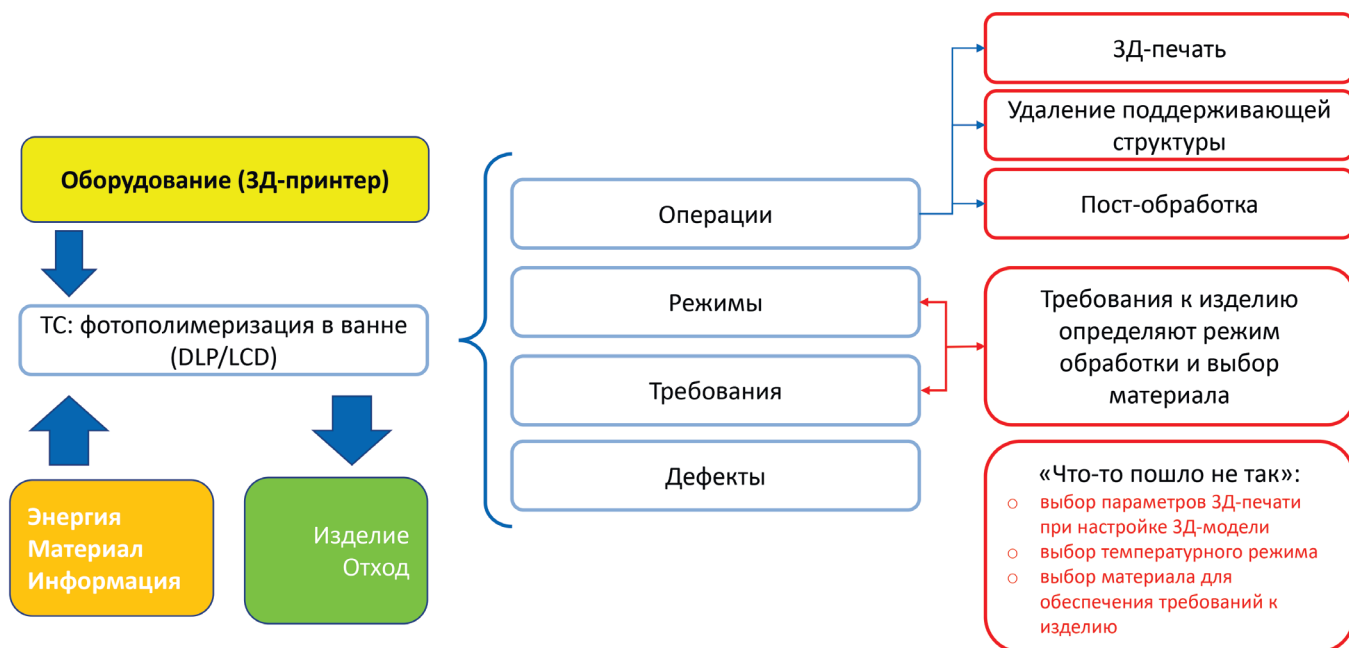 Оборудование (3Д-принтер)
ТС: фотополимеризация в ванне
(DLP/LCD)
Энергия
Материал
Информация
Изделие
Отход
Операции
Режимы
Требования
Дефекты
3Д-печать
Удаление поддерживающей
структуры
Пост-обработка
Требования к изделию
определяют режим
обработки и выбор
материала
«Что-то пошло не так»:
○ выбор параметров 3Д-печати
при настройке 3Д-модели
○ выбор температурного режима
○ выбор материала для
обеспечения требований к
изделию